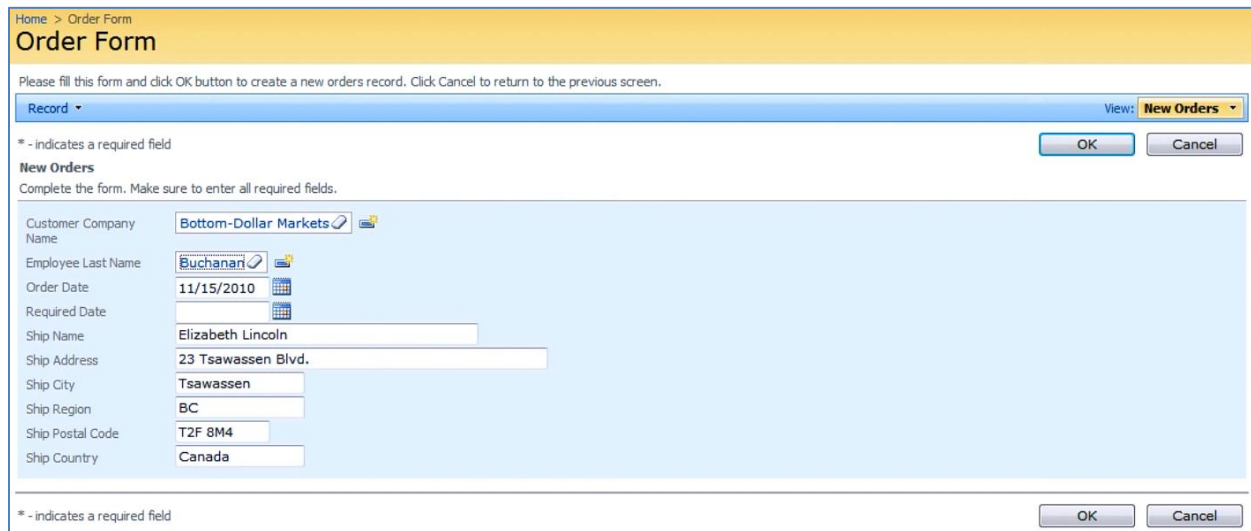 Home > Order Form
Order Form
Please fill this form and click OK button to create a new orders record. Click Cancel to return to the previous screen.
Record View: New Orders
* - indicates a required field OK Cancel
New Orders
Complete the form. Make sure to enter all required fields.
Customer Company Name Bottom-Dollar Markets
Employee Last Name Buchanan
Order Date 11/15/2010
Required Date
Ship Name Elizabeth Lincoln
Ship Address 23 Tsawassen Blvd.
Ship City Tsawassen
Ship Region BC
Ship Postal Code T2F 8M4
Ship Country Canada
* - indicates a required field OK Cancel